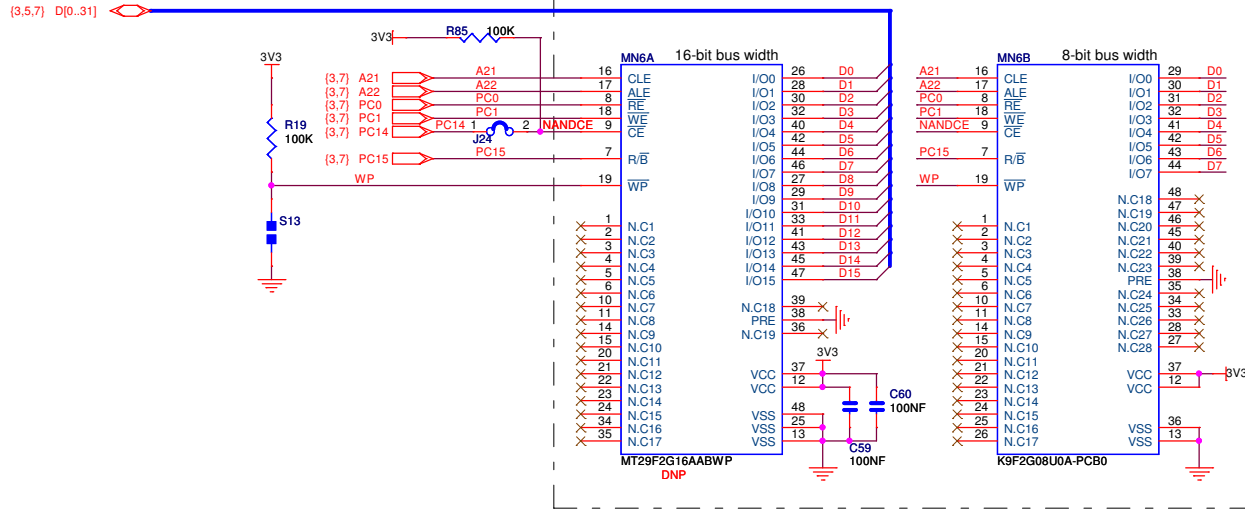 {3,5,7} D[0..31]
3V3 R85 100K
3V3
R19
100K
S13
{3,7} A21 A21
{3,7} A22 A22
{3,7} PC0 PC0
{3,7} PC1 PC1
{3,7} PC14 PC14 1 2 NANDCE
J24
{3,7} PC15 PC15
WP
MN6A 16-bit bus width
16 CLE I/O0 26 D0
17 ALE I/O1 28 D1
8 RE I/O2 30 D2
18 WE I/O3 32 D3
9 CE I/O4 40 D4
I/O5 42 D5
7 R/B I/O6 44 D6
I/O7 46 D7
19 WP I/O8 27 D8
I/O9 29 D9
I/O10 31 D10
1 N.C1 I/O11 33 D11
2 N.C2 I/O12 41 D12
3 N.C3 I/O13 43 D13
4 N.C4 I/O14 45 D14
5 N.C5 I/O15 47 D15
6 N.C6
10 N.C7 N.C18 39
11 N.C8 PRE 38
14 N.C9 N.C19 36
15 N.C10
20 N.C11
21 N.C12 VCC 37
22 N.C13 VCC 12
23 N.C14
24 N.C15 VSS 48
34 N.C16 VSS 25
35 N.C17 VSS 13
3V3
C60
100NF
C59
100NF
MT29F2G16AABWP
DNP
MN6B 8-bit bus width
A21 16 CLE I/O0 29 D0
A22 17 ALE I/O1 30 D1
PC0 8 RE I/O2 31 D2
PC1 18 WE I/O3 32 D3
NANDCE 9 CE I/O4 41 D4
I/O5 42 D5
PC15 7 R/B I/O6 43 D6
I/O7 44 D7
WP 19 WP
N.C18 48
N.C19 47
1 N.C1 N.C20 46
2 N.C2 N.C21 45
3 N.C3 N.C22 40
4 N.C4 N.C23 39
5 N.C5 PRE 38
6 N.C6 N.C24 35
10 N.C7 N.C25 34
11 N.C8 N.C26 33
14 N.C9 N.C27 28
15 N.C10 N.C28 27
20 N.C11
21 N.C12 VCC 37 3V3
22 N.C13 VCC 12
23 N.C14
24 N.C15
25 N.C16 VSS 36
26 N.C17 VSS 13
K9F2G08U0A-PCB0